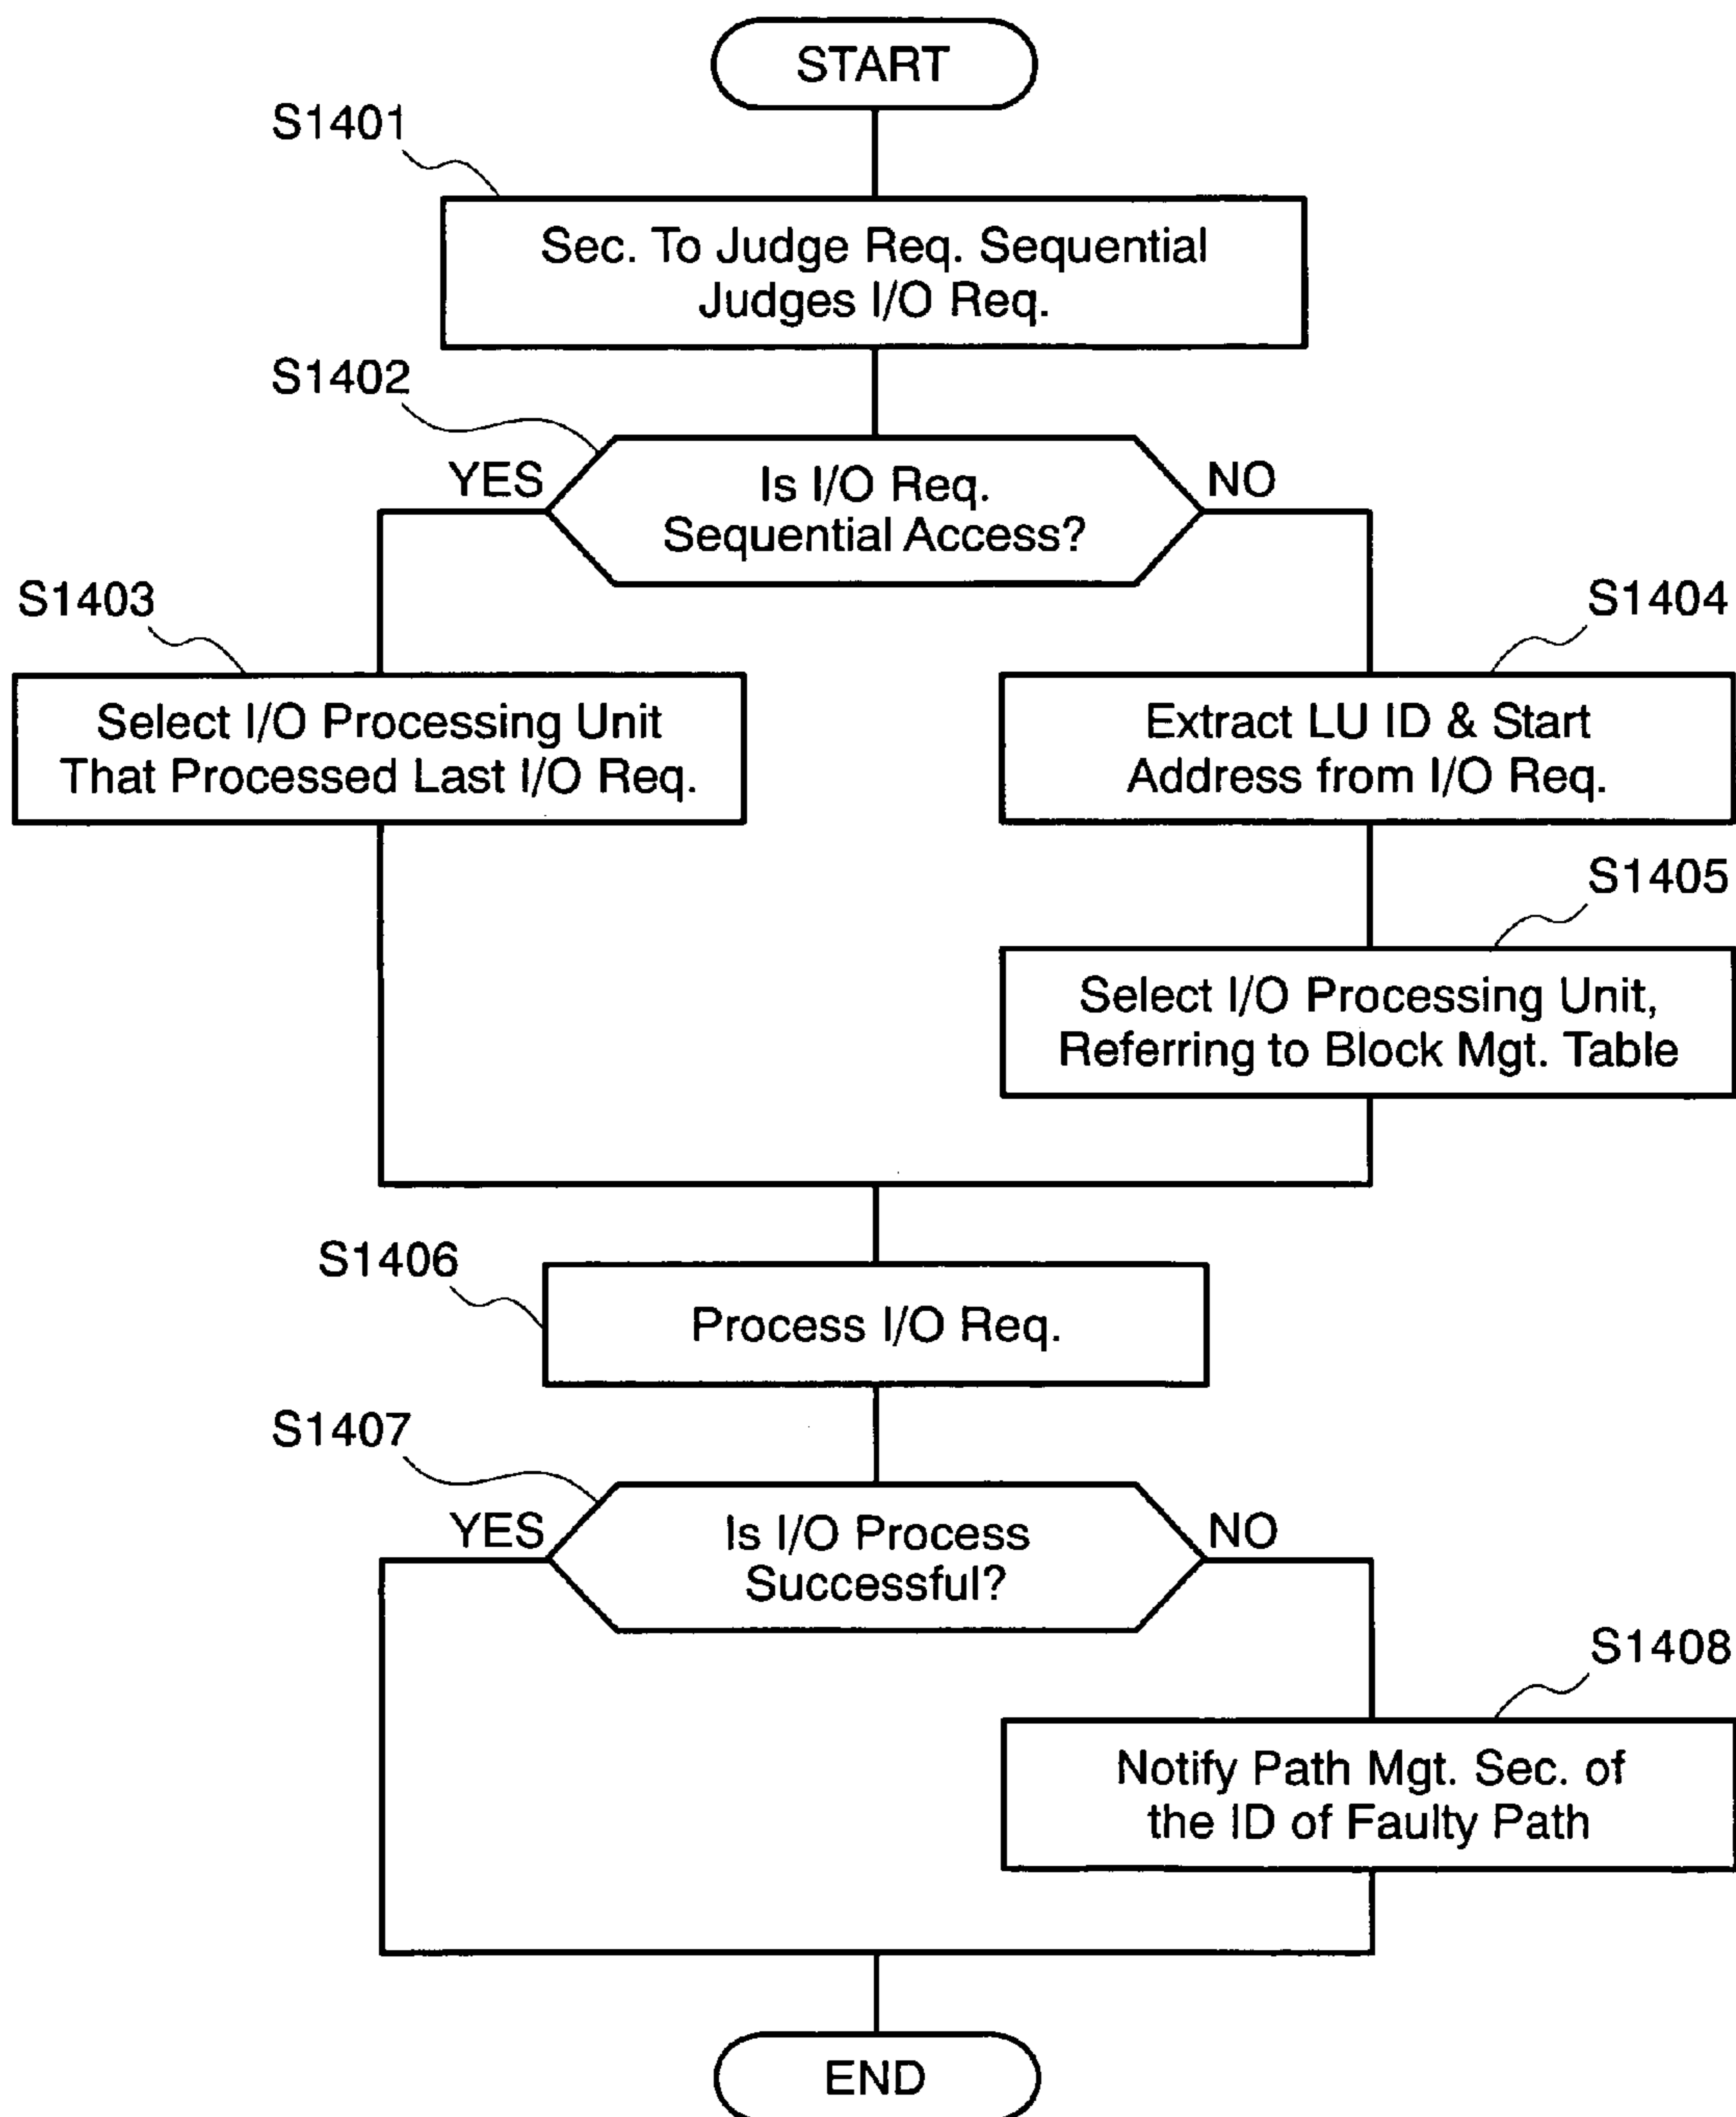 START
S1401
Sec. To Judge Req. Sequential
Judges I/O Req.
S1402
YES
Is I/O Req.
Sequential Access?
NO
S1403
S1404
Select I/O Processing Unit
That Processed Last I/O Req.
Extract LU ID & Start
Address from I/O Req.
S1405
Select I/O Processing Unit,
Referring to Block Mgt. Table
S1406
Process I/O Req.
S1407
YES
Is I/O Process
Successful?
NO
S1408
Notify Path Mgt. Sec. of
the ID of Faulty Path
END